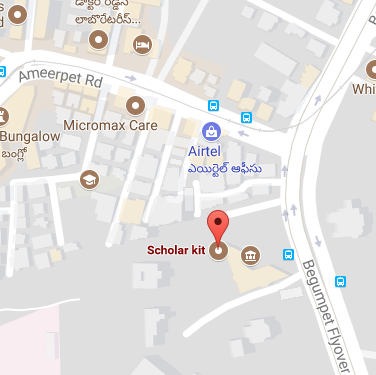 డాక్టర్ రెడ్డీస్
లాబొరేటరీస్...
Ameerpet Rd
Micromax Care
Whi
Bungalow
బంగ్లో
Airtel
ఎయిర్టెల్ ఆఫీసు
Scholar kit
Begumpet Flyover